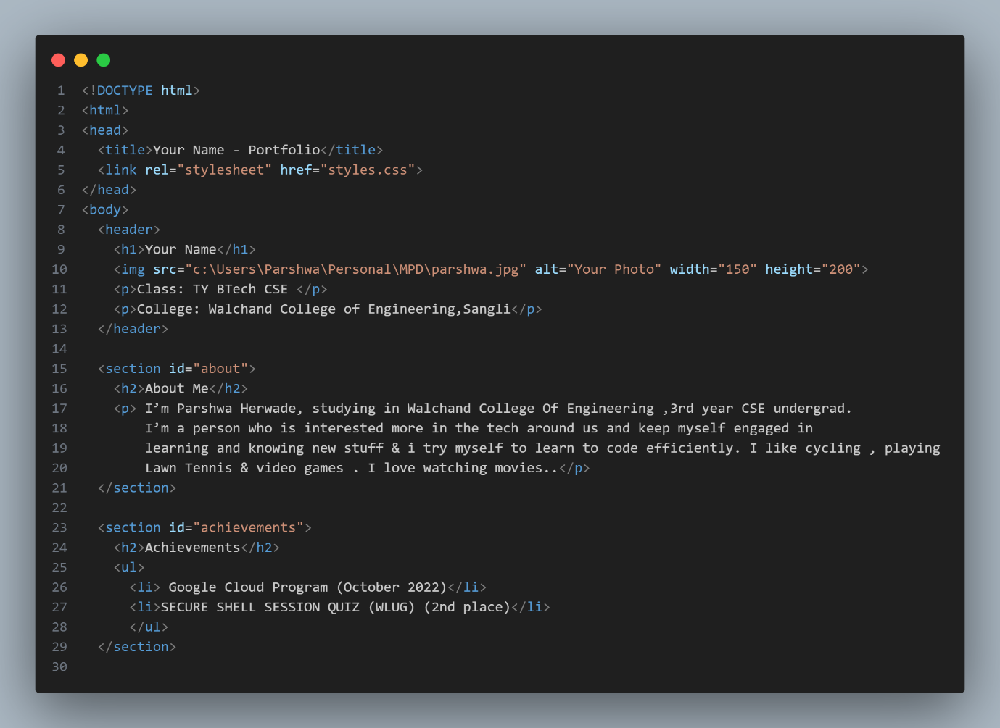 1 <!DOCTYPE html>
2 <html>
3 <head>
4   <title>Your Name - Portfolio</title>
5   <link rel="stylesheet" href="styles.css">
6 </head>
7 <body>
8   <header>
9     <h1>Your Name</h1>
10     <img src="c:\Users\Parshwa\Personal\MPD\parshwa.jpg" alt="Your Photo" width="150" height="200">
11     <p>Class: TY BTech CSE </p>
12     <p>College: Walchand College of Engineering,Sangli</p>
13   </header>
14
15   <section id="about">
16     <h2>About Me</h2>
17     <p> I’m Parshwa Herwade, studying in Walchand College Of Engineering ,3rd year CSE undergrad.
18         I’m a person who is interested more in the tech around us and keep myself engaged in
19         learning and knowing new stuff & i try myself to learn to code efficiently. I like cycling , playing
20         Lawn Tennis & video games . I love watching movies..</p>
21   </section>
22
23   <section id="achievements">
24     <h2>Achievements</h2>
25     <ul>
26       <li> Google Cloud Program (October 2022)</li>
27       <li>SECURE SHELL SESSION QUIZ (WLUG) (2nd place)</li>
28       </ul>
29   </section>
30